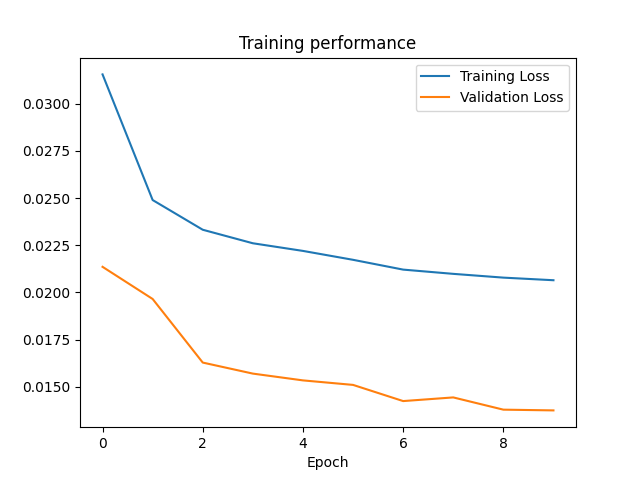 Training performance
Training Loss
Validation Loss
0.0300
0.0275
0.0250
0.0225
0.0200
0.0175
0.0150
0 2 4 6 8
Epoch